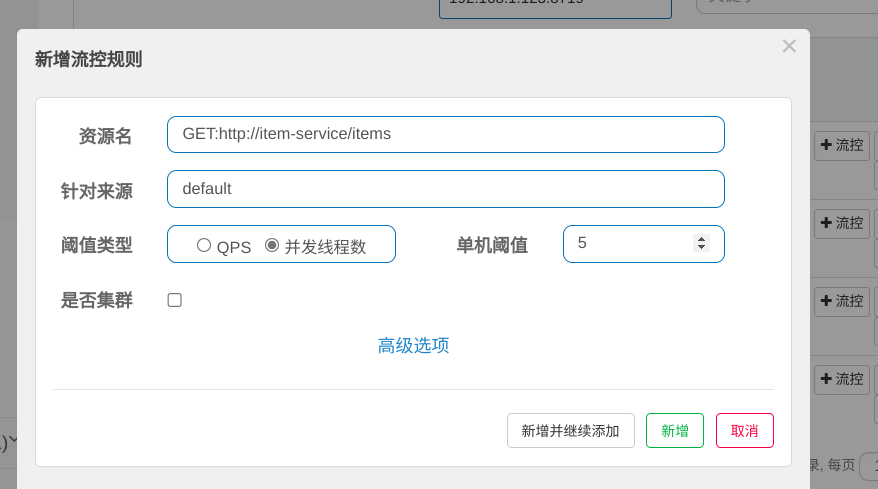 新增流控规则
×
资源名 GET:http://item-service/items
针对来源 default
阈值类型 QPS 并发线程数 单机阈值 5
是否集群
高级选项
新增并继续添加 新增 取消
+ 流控
+ 流控
+ 流控
+ 流控
录, 每页